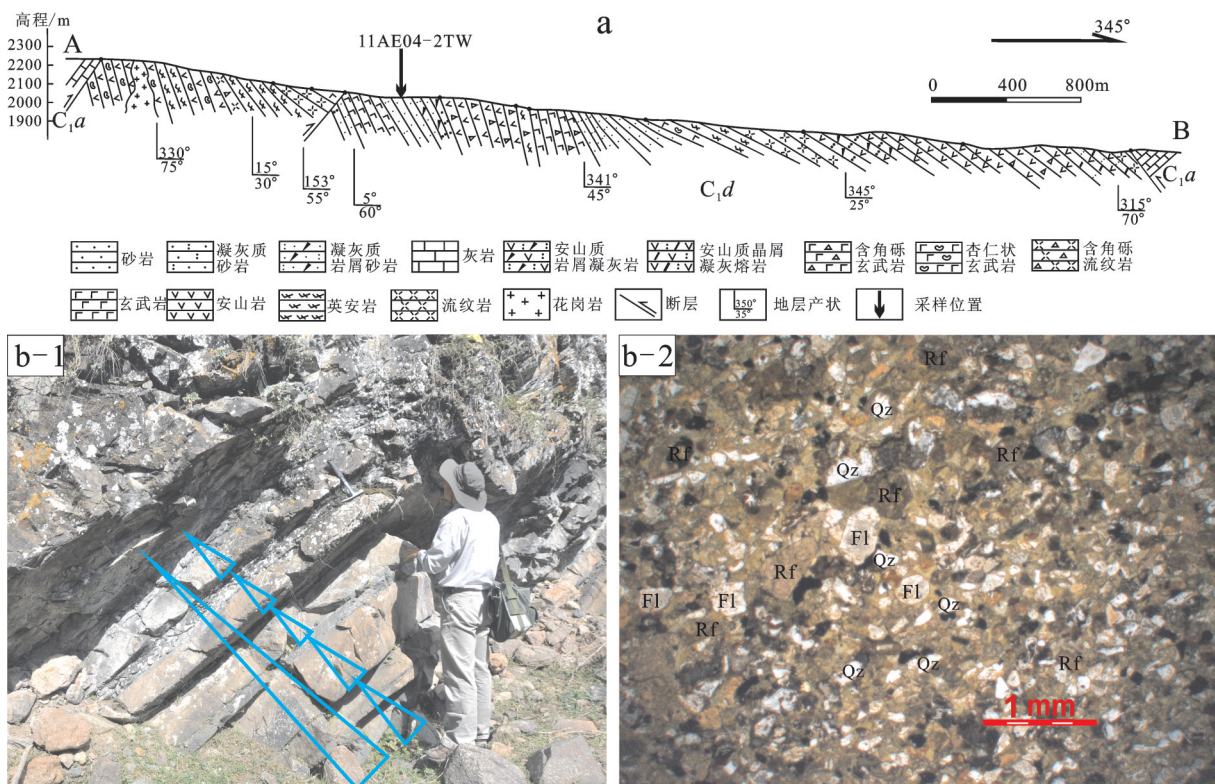 高程/m
a
345°
A
11AE04-2TW
2300
2200
2100
2000
1900
0 400 800m
B
C₁a
C₁d
C₁a
330°
75°
15°
30°
153°
55°
5°
60°
341°
45°
345°
25°
315°
70°
砂岩
凝灰质
砂岩
凝灰质
岩屑砂岩
灰岩
安山质
岩屑凝灰岩
安山质晶屑
凝灰熔岩
含角砾
玄武岩
杏仁状
玄武岩
含角砾
流纹岩
玄武岩
安山岩
英安岩
流纹岩
花岗岩
断层
350°
35°
地层产状
采样位置
b-1
b-2
Rf
Qz
Rf
Rf
Qz
Rf
Fl
Qz
Rf
Fl
Fl
Fl
Qz
Rf
Qz
Qz
Rf
1 mm